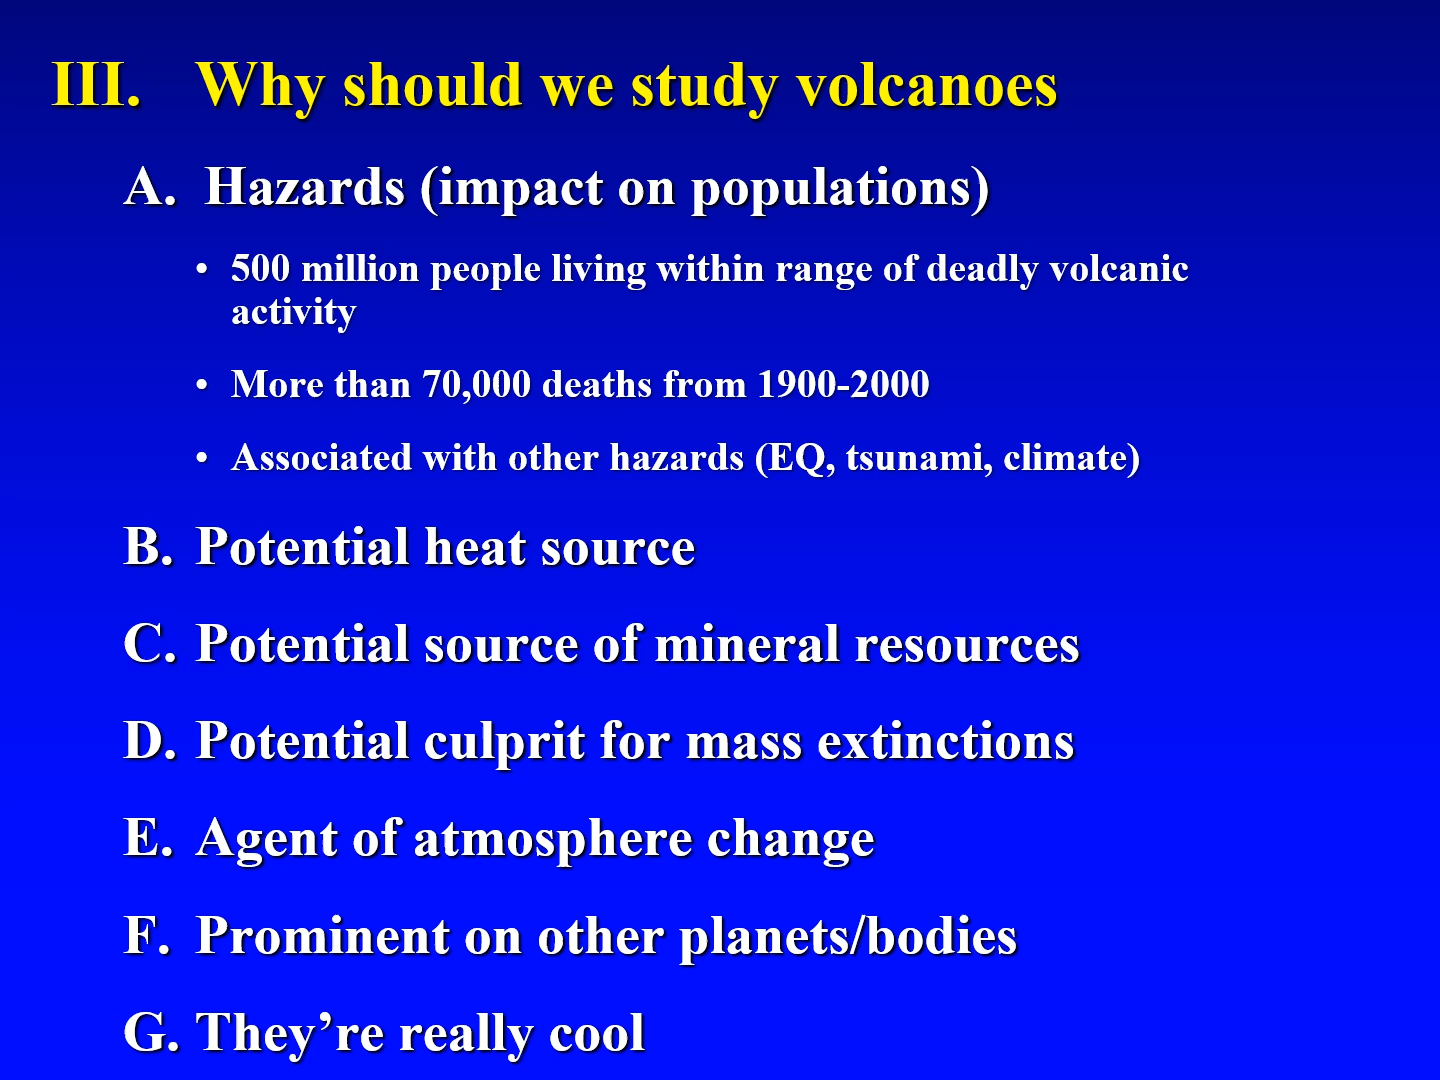 III. Why should we study volcanoes
A. Hazards (impact on populations)
• 500 million people living within range of deadly volcanic
activity
• More than 70,000 deaths from 1900-2000
• Associated with other hazards (EQ, tsunami, climate)
B. Potential heat source
C. Potential source of mineral resources
D. Potential culprit for mass extinctions
E. Agent of atmosphere change
F. Prominent on other planets/bodies
G. They’re really cool